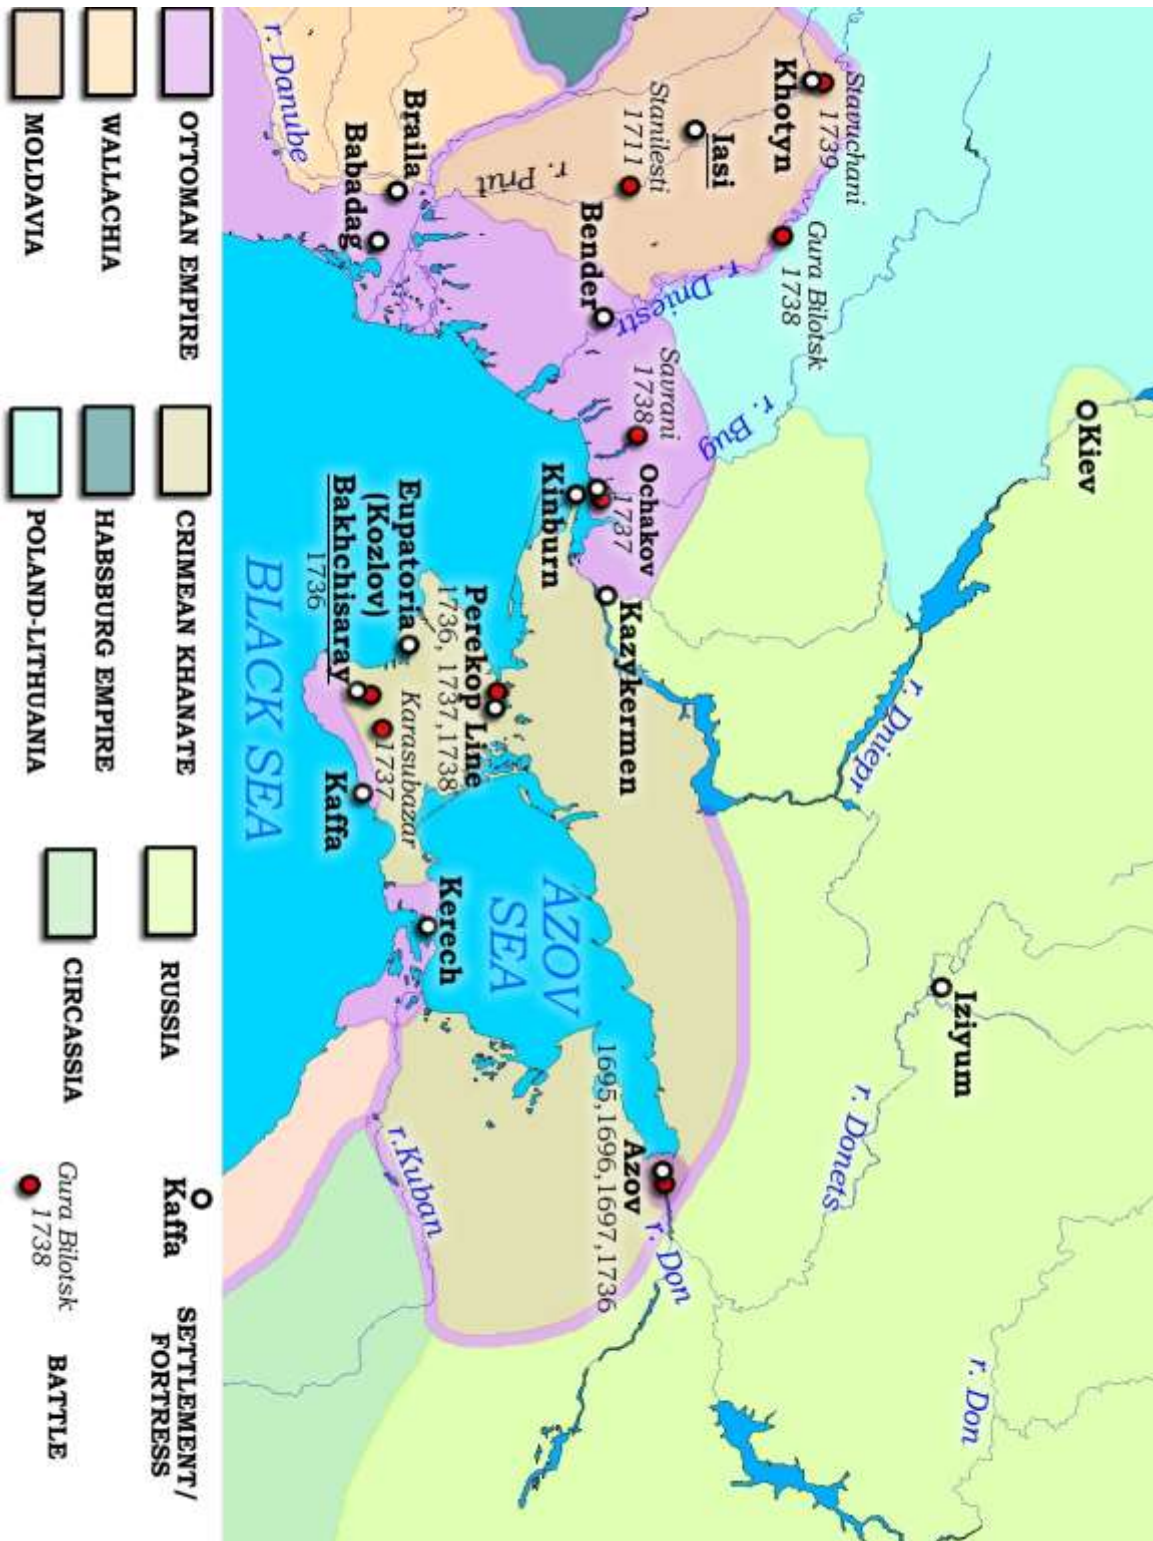 Kiev
Stavuchani
1739
Khotyn
Gura Bilotsk
1738
Iziyum
r. Dniepr
r. Donets
r. Don
Iasi
Stanilesti
1711
r. Prut
r. Dniestr
r. Bug
Bender
Savrani
1738
Ochakov
1737
Kinburn
Kazykermen
Azov
1695,1696,1697,1736
r. Don
AZOV
SEA
Perekop Line
1736, 1737,1738
Braila
Babadag
r. Danube
Eupatoria
(Kozlov)
Bakhchisaray
1736
Karasubazar
1737
Kaffa
Kerech
r.Kuban
BLACK SEA
OTTOMAN EMPIRE
CRIMEAN KHANATE
RUSSIA
Kaffa
SETTLEMENT/
FORTRESS
WALLACHIA
HABSBURG EMPIRE
CIRCASSIA
Gura Bilotsk
1738
BATTLE
MOLDAVIA
POLAND-LITHUANIA